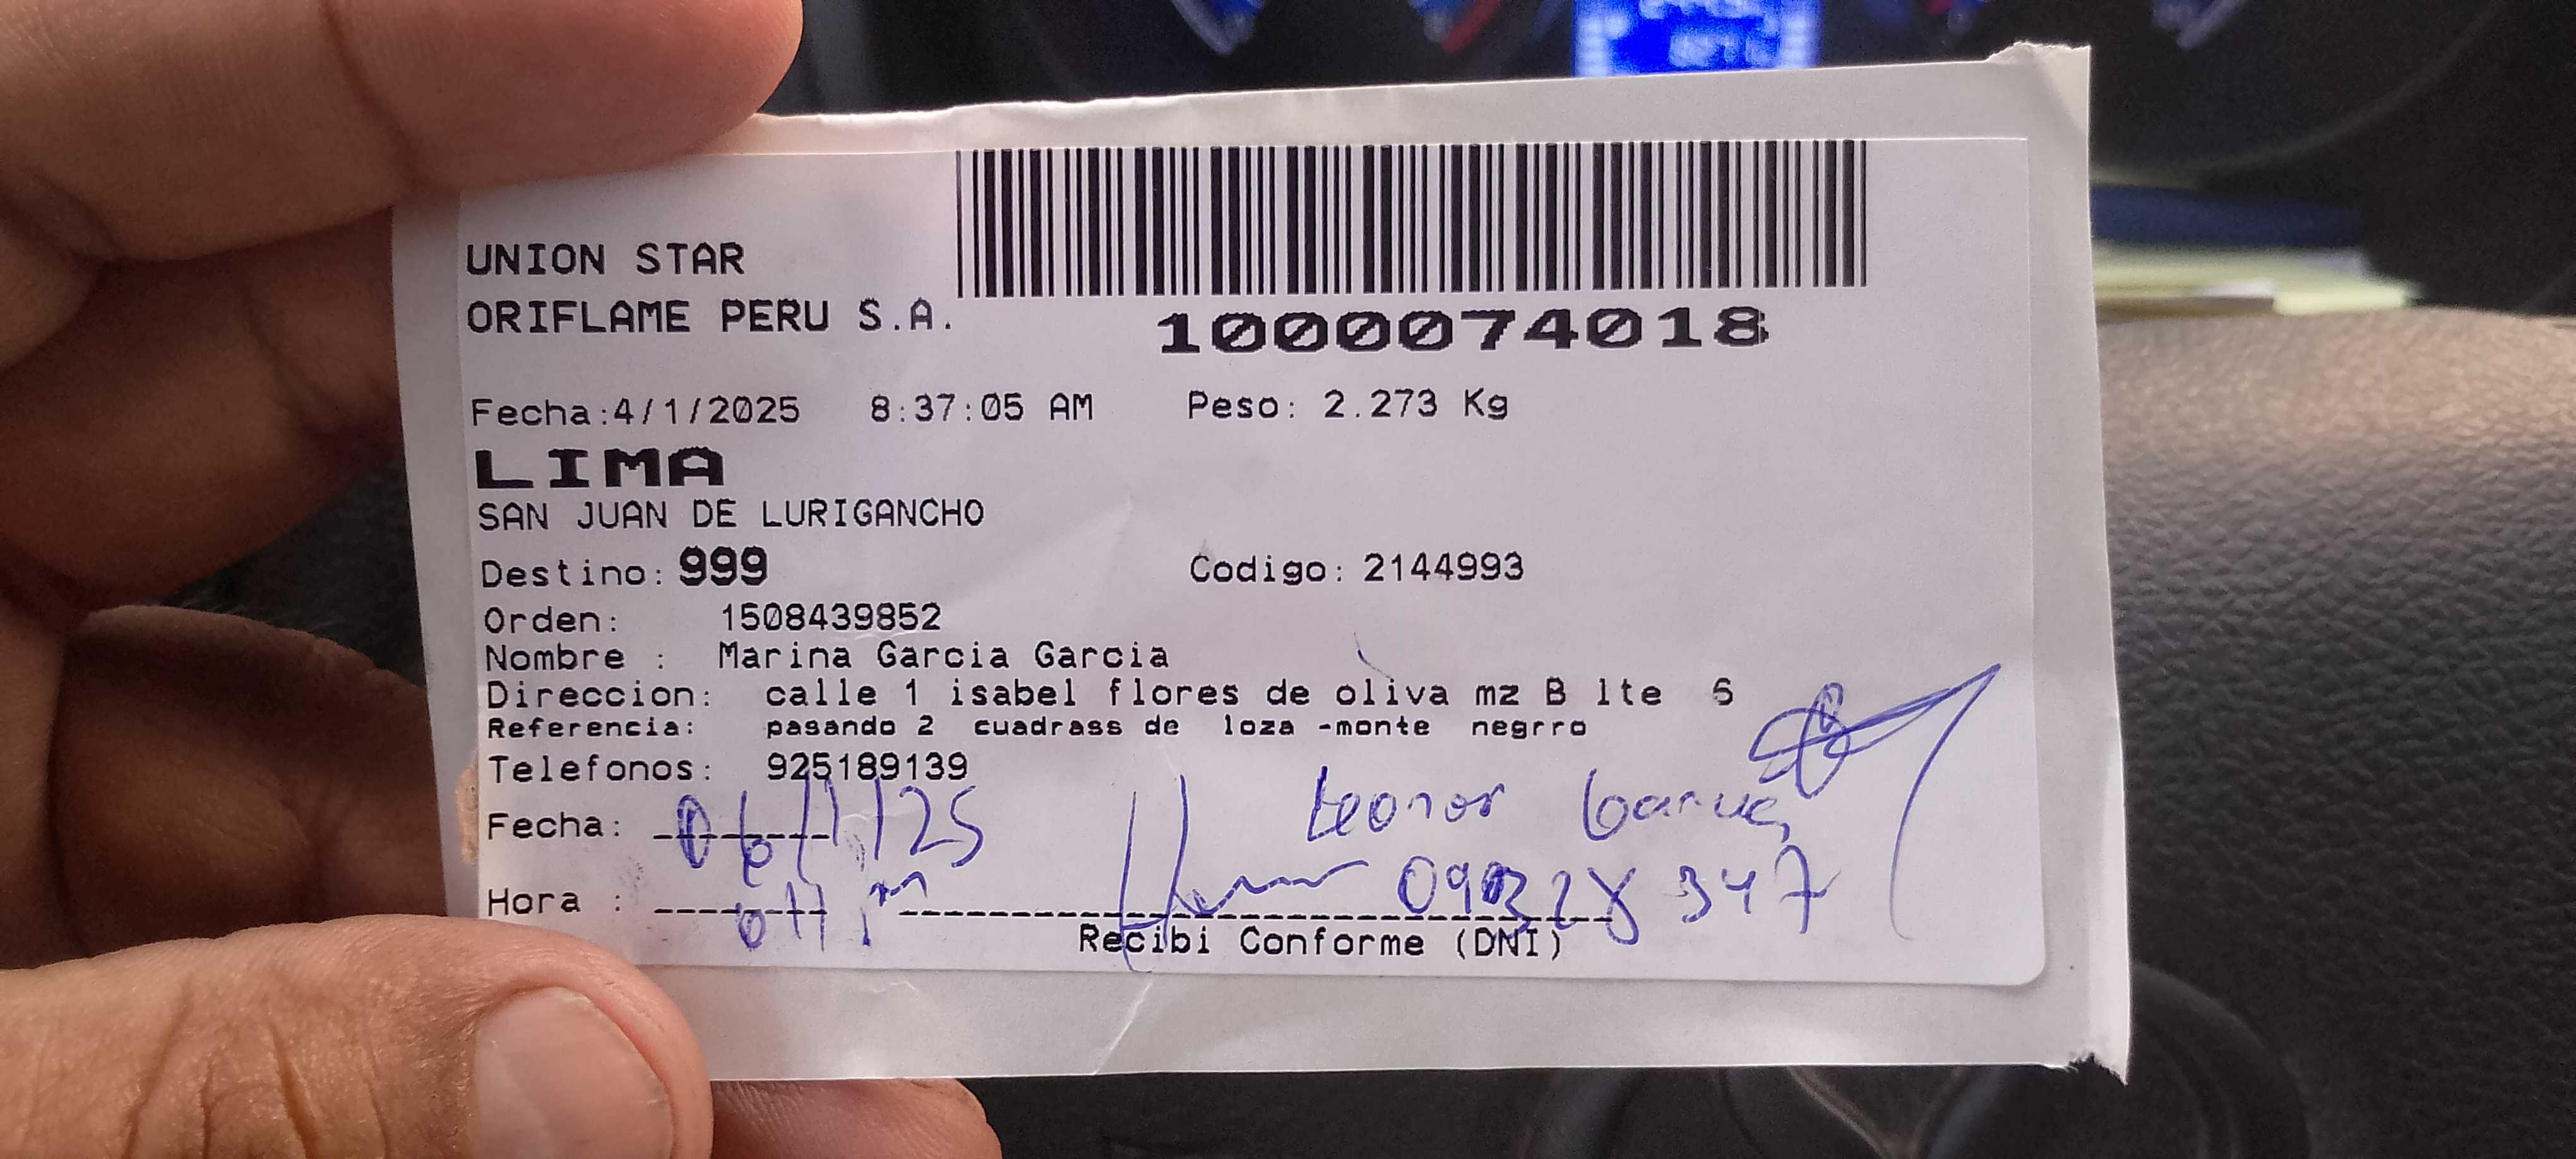 UNION STAR
ORIFLAME PERU S.A.
1000074018
Fecha:4/1/2025 8:37:05 AM Peso: 2.273 Kg
LIMA
SAN JUAN DE LURIGANCHO
Destino: 999 Codigo: 2144993
Orden: 1508439852
Nombre : Marina Garcia Garcia
Direccion: calle 1 isabel flores de oliva mz B lte 6
Referencia: pasando 2 cuadrass de loza -monte negrro
Telefonos: 925189139
Leonor
Fecha: 06/1/25
Hora : 
Recibi Conforme (DNI)